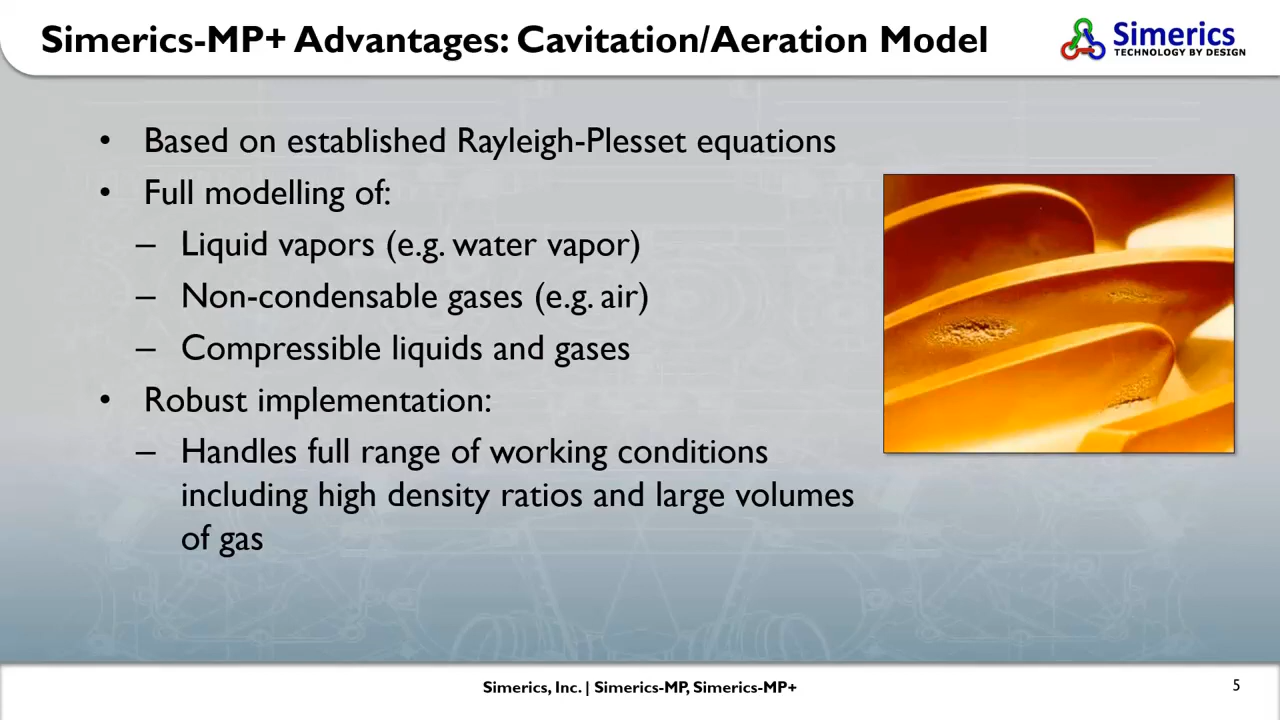 Simerics-MP+ Advantages: Cavitation/Aeration Model
Simerics
TECHNOLOGY BY DESIGN
• Based on established Rayleigh-Plesset equations
• Full modelling of:
– Liquid vapors (e.g. water vapor)
– Non-condensable gases (e.g. air)
– Compressible liquids and gases
• Robust implementation:
– Handles full range of working conditions
including high density ratios and large volumes
of gas
Simerics, Inc. | Simerics-MP, Simerics-MP+
5